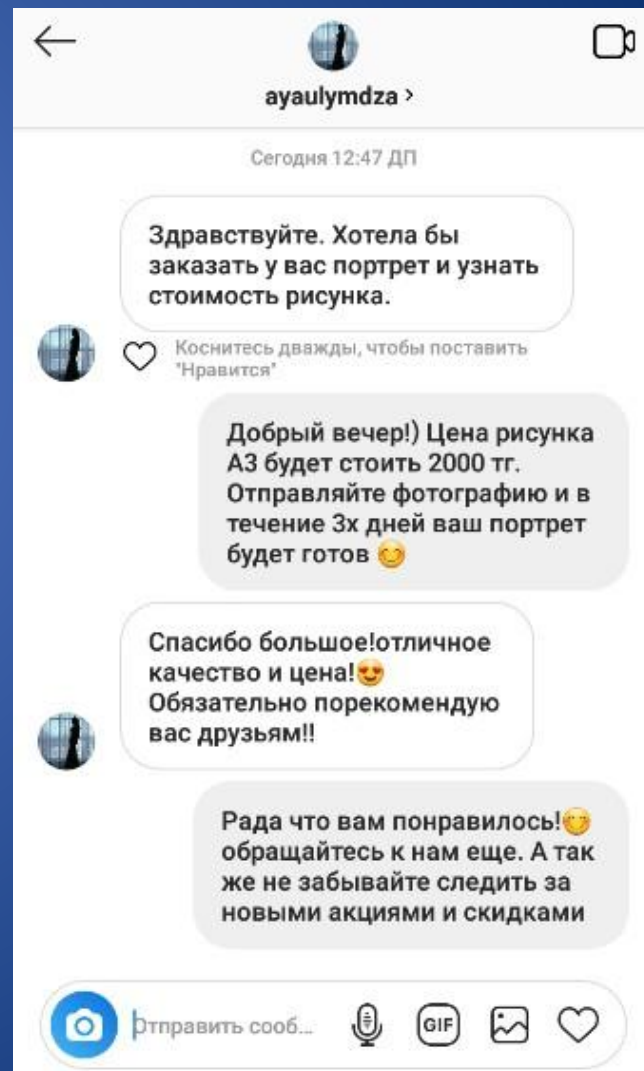 ayaulymdza >
Сегодня 12:47 ДП
Здравствуйте. Хотела бы
заказать у вас портрет и узнать
стоимость рисунка.
Коснитесь дважды, чтобы поставить
"Нравится"
Добрый вечер!) Цена рисунка
А3 будет стоить 2000 тг.
Отправляйте фотографию и в
течение 3х дней ваш портрет
будет готов 😊
Спасибо большое!отличное
качество и цена!😍
Обязательно порекомендую
вас друзьям!!
Рада что вам понравилось!😊
обращайтесь к нам еще. А так
же не забывайте следить за
новыми акциями и скидками
Отправить сооб...
GIF